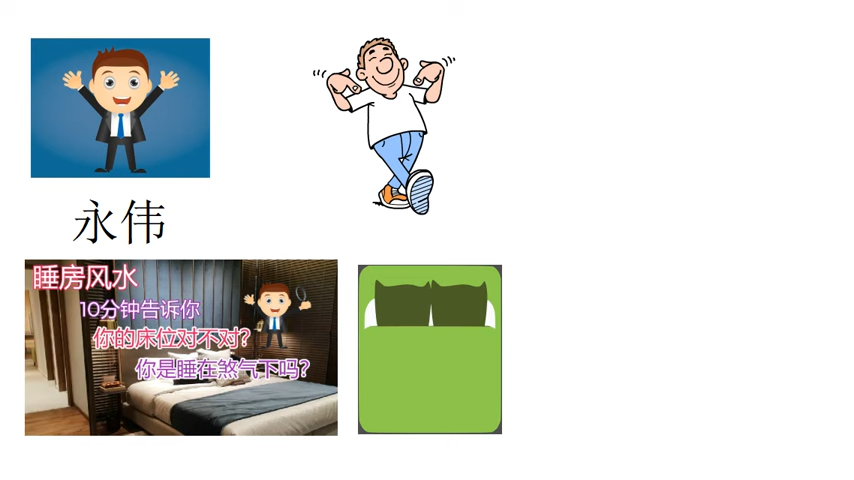 永伟
睡房风水
10分钟告诉你
你的床位对不对?
你是睡在煞气下吗?